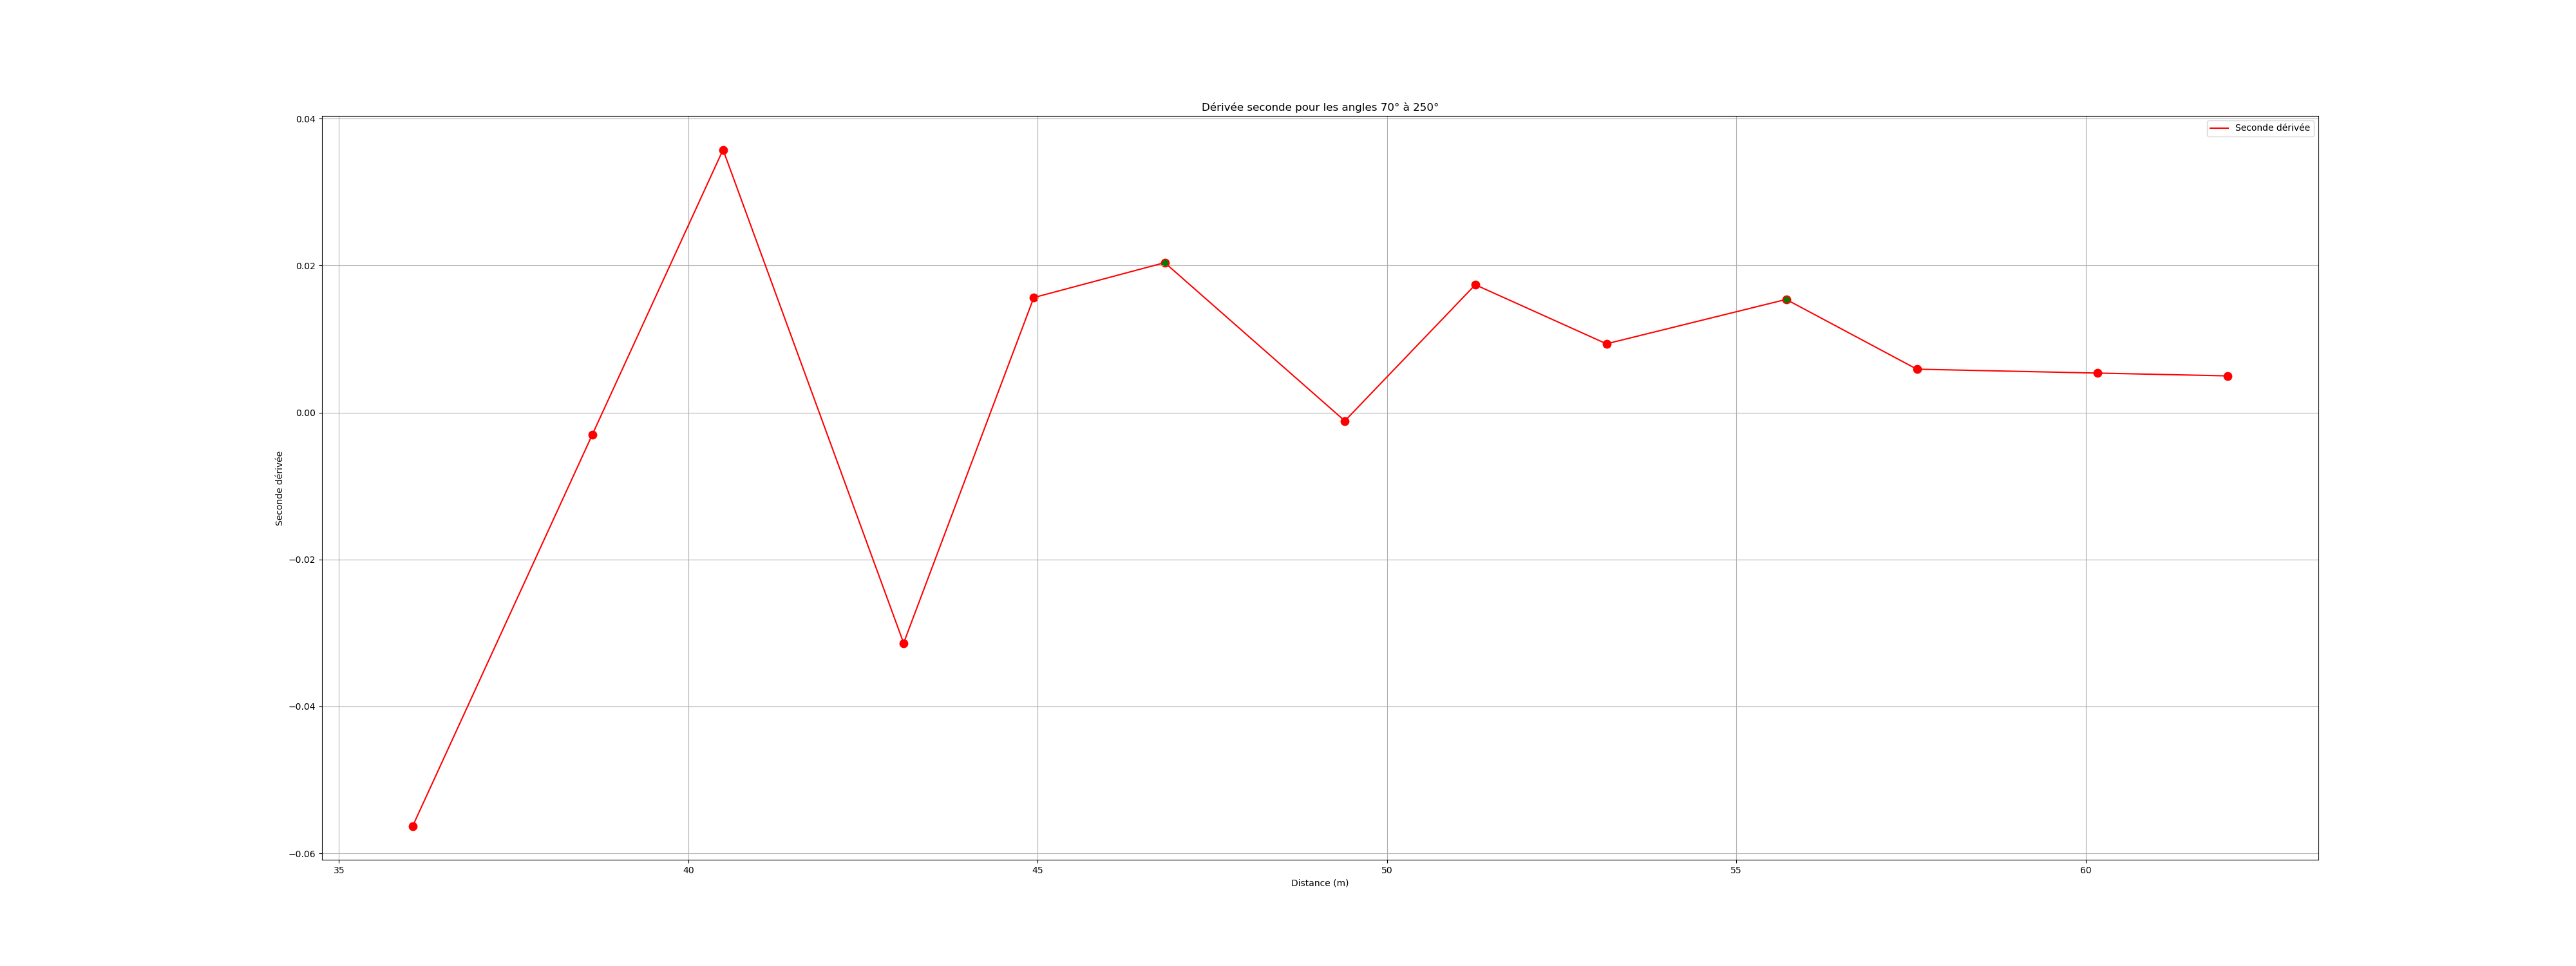 Dérivée seconde pour les angles 70° à 250°
Seconde dérivée
0.04
0.02
0.00
−0.02
−0.04
−0.06
Seconde dérivée
35 40 45 50 55 60
Distance (m)